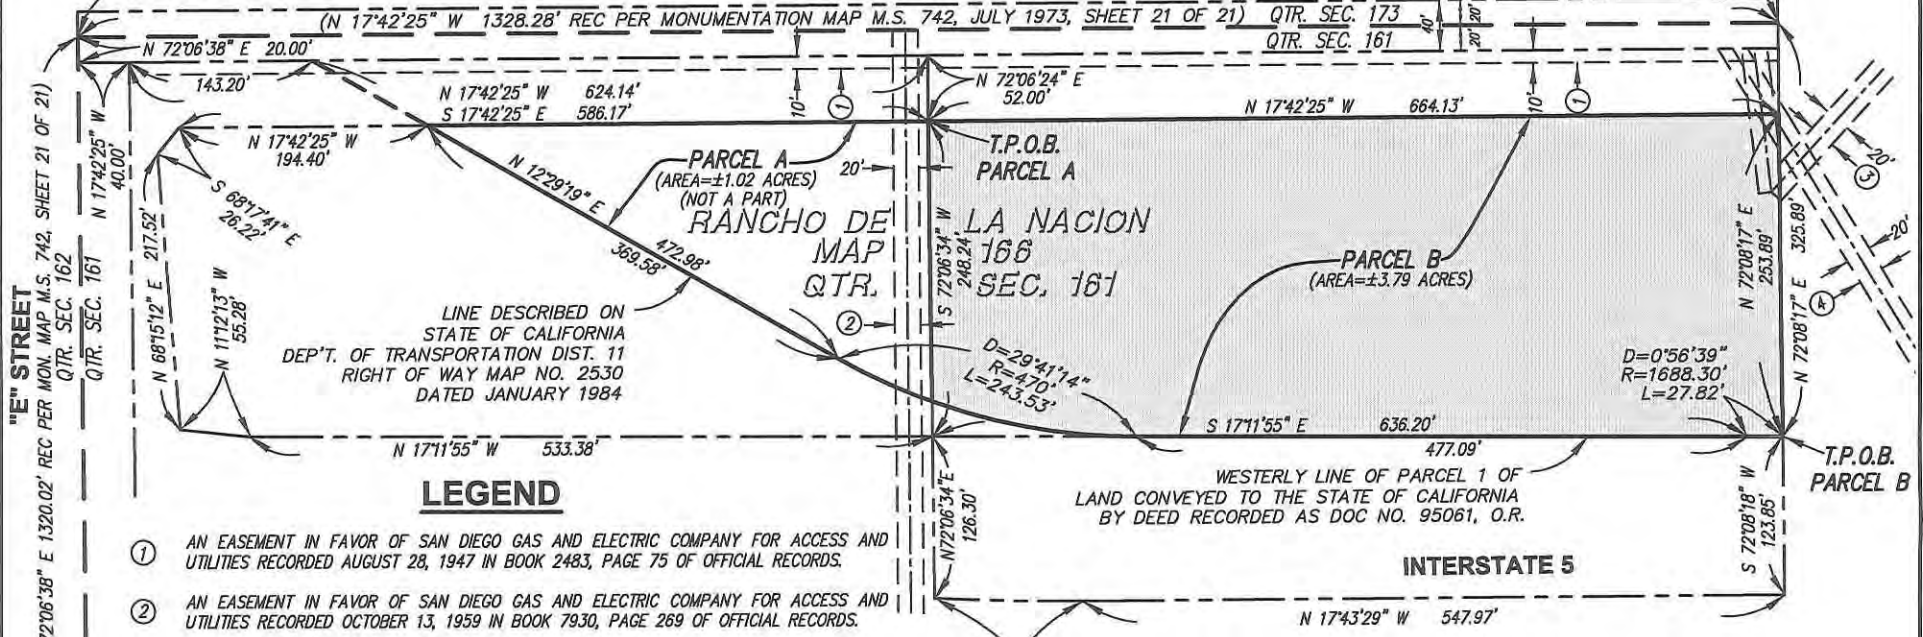 (N 17°42'25" W 1328.28' REC PER MONUMENTATION MAP M.S. 742, JULY 1973, SHEET 21 OF 21)
QTR. SEC. 173
QTR. SEC. 161
40'
20'
20'
N 72°06'38" E 20.00'
143.20'
N 17°42'25" W
40.00'
N 17°42'25" W 624.14'
S 17°42'25" E 586.17'
10'
1
N 72°06'24" E
52.00'
N 17°42'25" W 664.13'
10'
1
N 17°42'25" W
194.40'
S 68°17'41" E
26.22'
N 68°15'12" E 217.52'
N 11°12'13" W
55.28'
N 12°29'19" E
472.98'
369.58'
PARCEL A
(AREA=±1.02 ACRES)
(NOT A PART)
20'
T.P.O.B.
PARCEL A
RANCHO DE LA NACION
MAP 166
QTR. SEC. 161
S 72°06'34" W
248.24'
PARCEL B
(AREA=±3.79 ACRES)
N 72°08'17" E
253.89'
N 72°08'17" E 325.89'
20'
3
20'
4
"E" STREET
72°06'38" E 1320.02' REC PER MON. MAP M.S. 742, SHEET 21 OF 21)
QTR. SEC. 162
QTR. SEC. 161
LINE DESCRIBED ON
STATE OF CALIFORNIA
DEP'T. OF TRANSPORTATION DIST. 11
RIGHT OF WAY MAP NO. 2530
DATED JANUARY 1984
2
D=29°41'14"
R=470'
L=243.53'
D=0°56'39"
R=1688.30'
L=27.82'
S 17°11'55" E 636.20'
477.09'
N 17°11'55" W 533.38'
T.P.O.B.
PARCEL B
WESTERLY LINE OF PARCEL 1 OF
LAND CONVEYED TO THE STATE OF CALIFORNIA
BY DEED RECORDED AS DOC NO. 95061, O.R.
N72°06'34"E
126.30'
S 72°08'18" W
123.85'
INTERSTATE 5
N 17°43'29" W 547.97'
LEGEND
1 AN EASEMENT IN FAVOR OF SAN DIEGO GAS AND ELECTRIC COMPANY FOR ACCESS AND
UTILITIES RECORDED AUGUST 28, 1947 IN BOOK 2483, PAGE 75 OF OFFICIAL RECORDS.
2 AN EASEMENT IN FAVOR OF SAN DIEGO GAS AND ELECTRIC COMPANY FOR ACCESS AND
UTILITIES RECORDED OCTOBER 13, 1959 IN BOOK 7930, PAGE 269 OF OFFICIAL RECORDS.